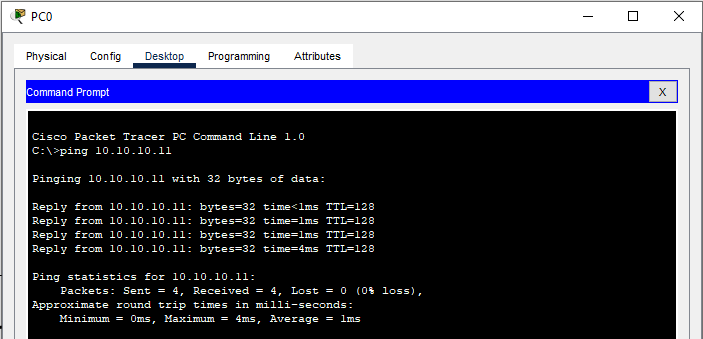 PC0
Physical Config Desktop Programming Attributes
Command Prompt X
Cisco Packet Tracer PC Command Line 1.0
C:\>ping 10.10.10.11
Pinging 10.10.10.11 with 32 bytes of data:
Reply from 10.10.10.11: bytes=32 time<1ms TTL=128
Reply from 10.10.10.11: bytes=32 time=1ms TTL=128
Reply from 10.10.10.11: bytes=32 time=1ms TTL=128
Reply from 10.10.10.11: bytes=32 time=4ms TTL=128
Ping statistics for 10.10.10.11:
Packets: Sent = 4, Received = 4, Lost = 0 (0% loss),
Approximate round trip times in milli-seconds:
Minimum = 0ms, Maximum = 4ms, Average = 1ms